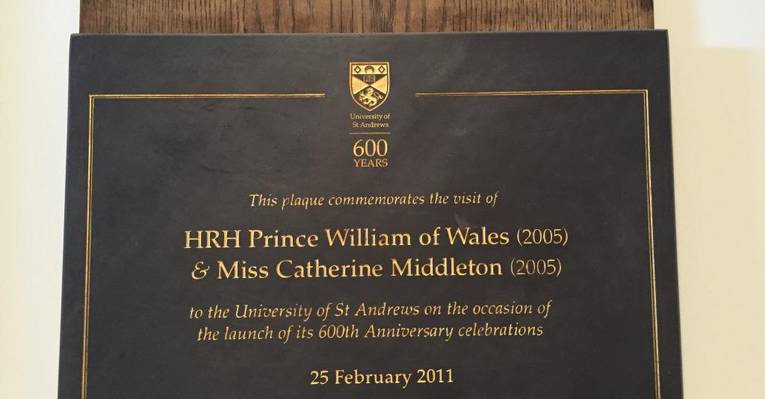 University of
St Andrews
600
YEARS
This plaque commemorates the visit of
HRH Prince William of Wales (2005)
& Miss Catherine Middleton (2005)
to the University of St Andrews on the occasion of
the launch of its 600th Anniversary celebrations
25 February 2011